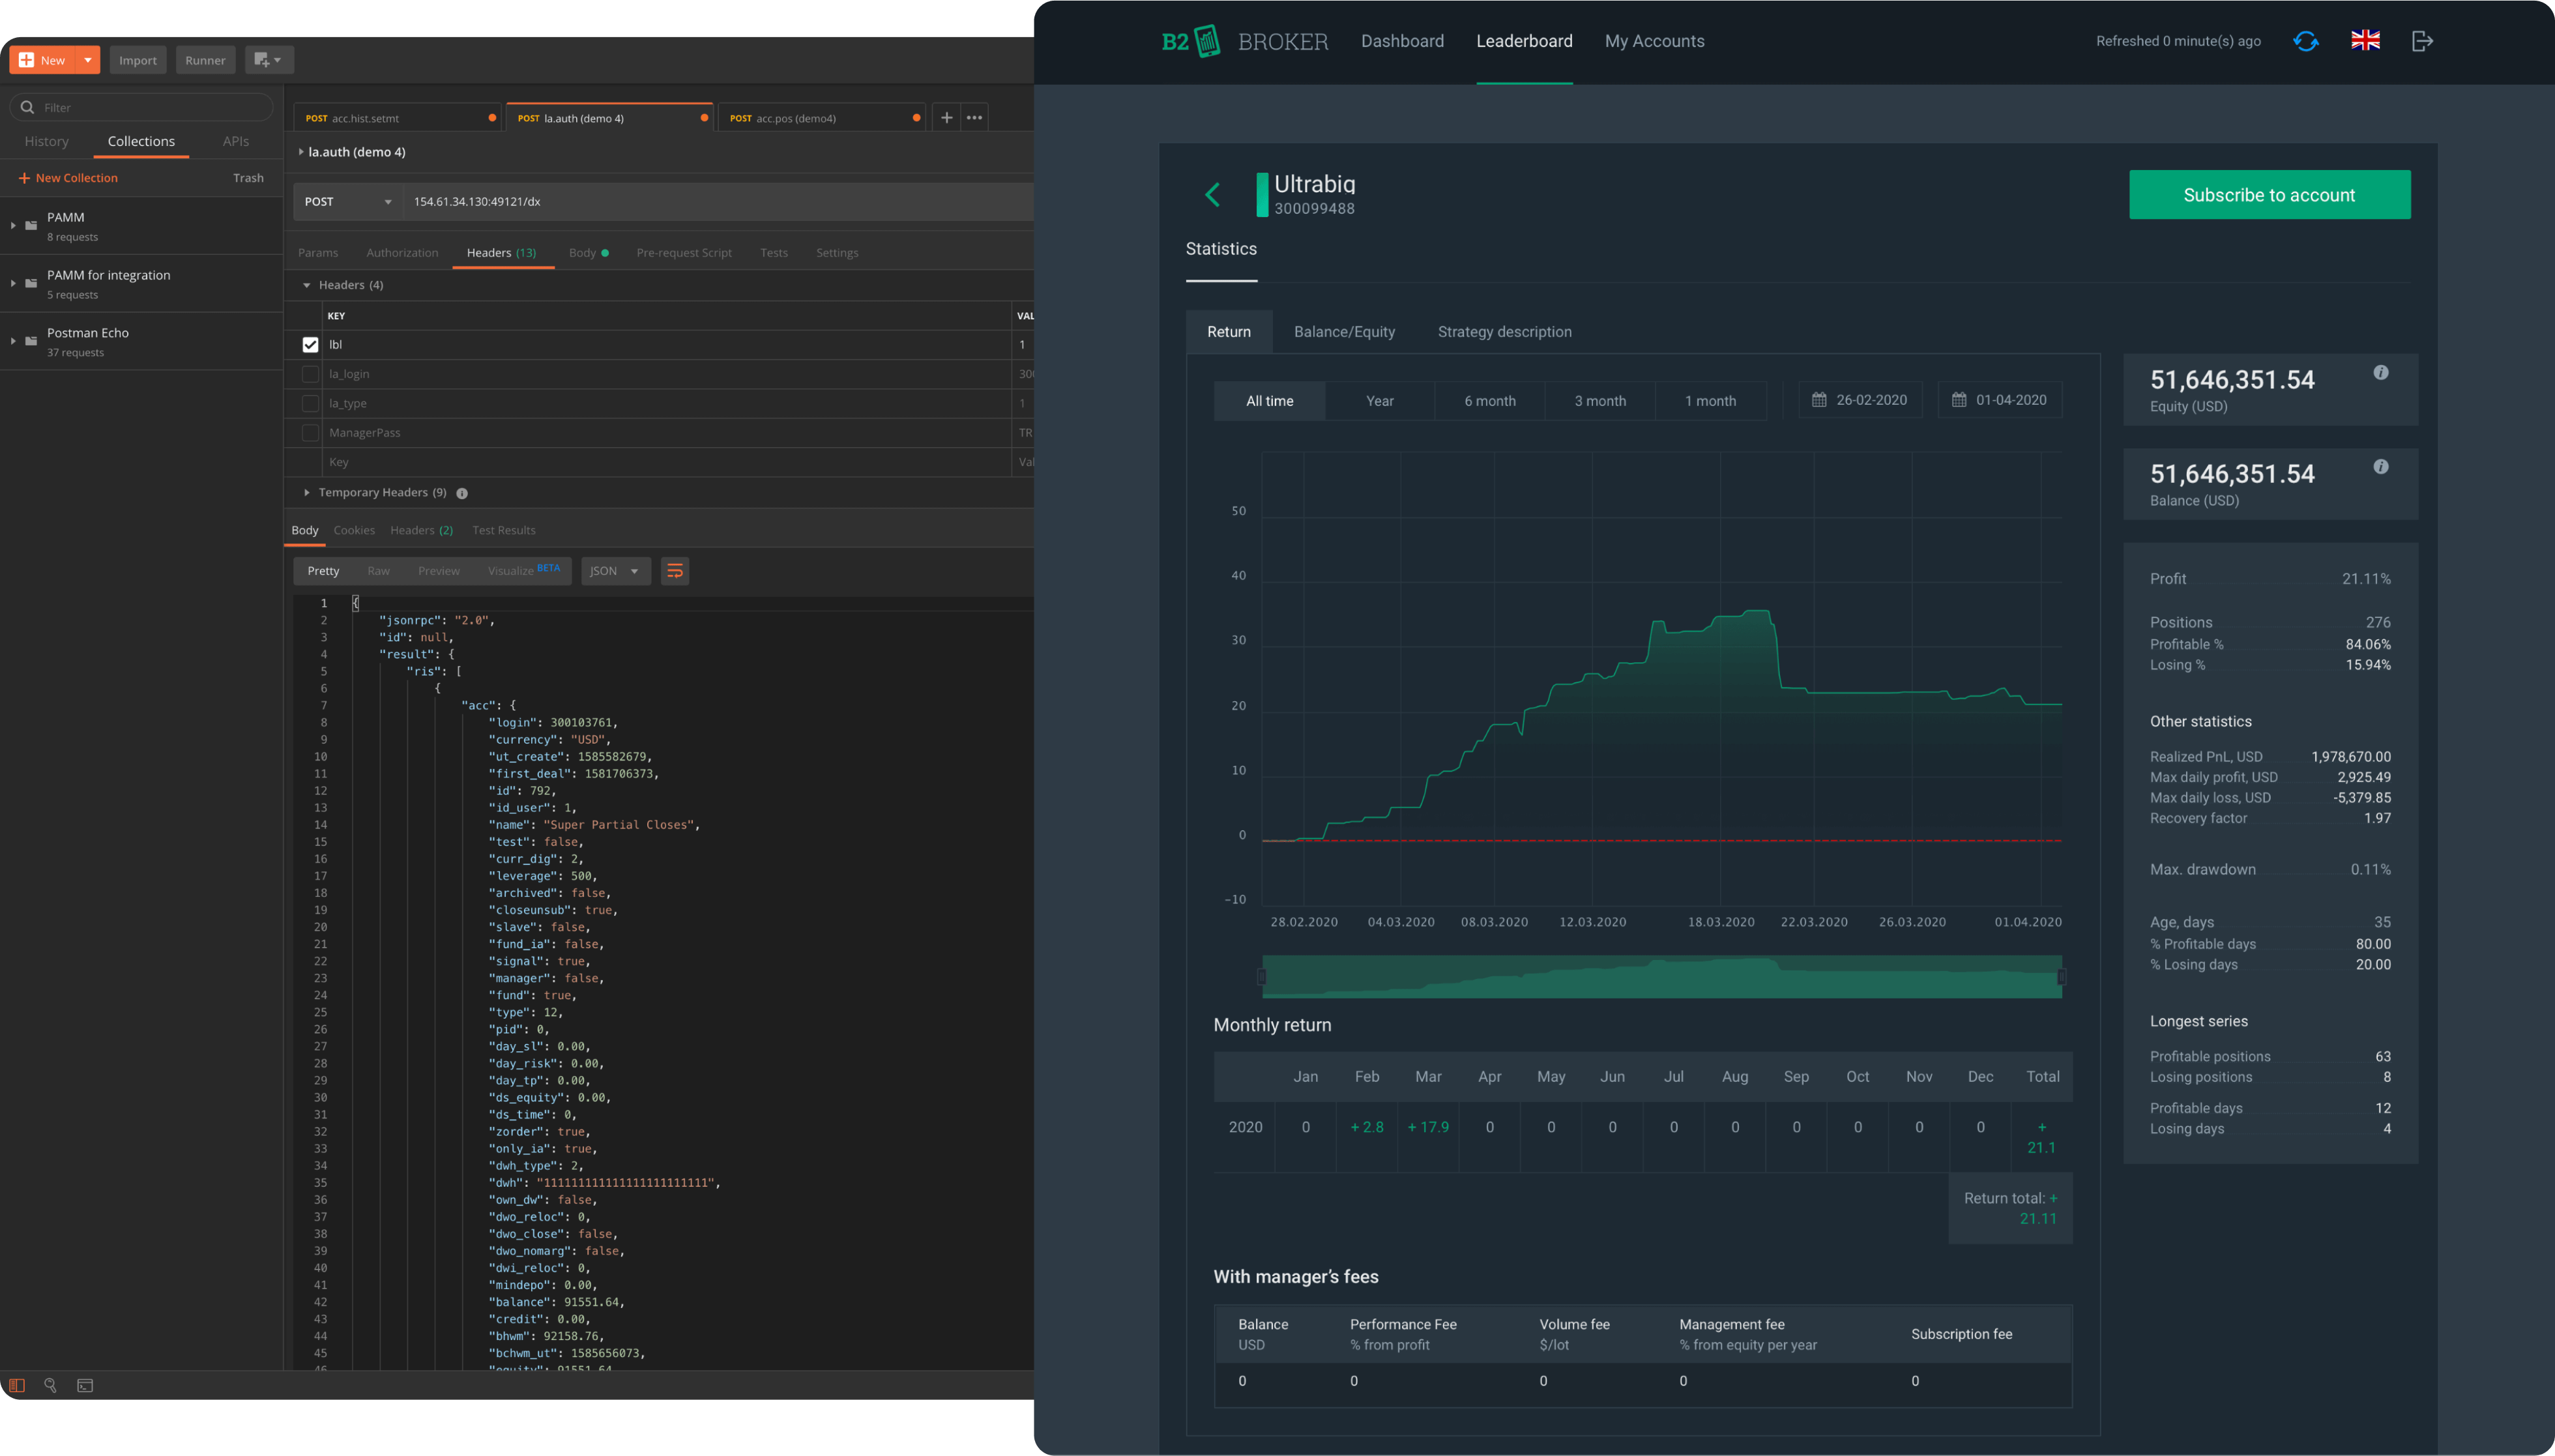 New
Import
Runner
Filter
History
Collections
APIs
New Collection
Trash
PAMM
8 requests
PAMM for integration
5 requests
Postman Echo
37 requests
POST acc.hist.setmt
POST la.auth (demo 4)
POST acc.pos (demo4)
la.auth (demo 4)
POST
154.61.34.130:49121/dx
Params Authorization Headers (13) Body Pre-request Script Tests Settings
Headers (4)
KEY VAL
lbl 1
la_login 300
la_type 1
ManagerPass TR
Key Val
Temporary Headers (9)
Body Cookies Headers (2) Test Results
Pretty Raw Preview Visualize BETA JSON
1 {
2 "jsonrpc": "2.0",
3 "id": null,
4 "result": {
5 "ris": [
6 {
7 "acc": {
8 "login": 300103761,
9 "currency": "USD",
10 "ut_create": 1585582679,
11 "first_deal": 1581706373,
12 "id": 792,
13 "id_user": 1,
14 "name": "Super Partial Closes",
15 "test": false,
16 "curr_dig": 2,
17 "leverage": 500,
18 "archived": false,
19 "closeunsub": true,
20 "slave": false,
21 "fund_ia": false,
22 "signal": true,
23 "manager": false,
24 "fund": true,
25 "type": 12,
26 "pid": 0,
27 "day_sl": 0.00,
28 "day_risk": 0.00,
29 "day_tp": 0.00,
30 "ds_equity": 0.00,
31 "ds_time": 0,
32 "zorder": true,
33 "only_ia": true,
34 "dwh_type": 2,
35 "dwh": "111111111111111111111111",
36 "own_dw": false,
37 "dwo_reloc": 0,
38 "dwo_close": false,
39 "dwo_nomarg": false,
40 "dwi_reloc": 0,
41 "mindepo": 0.00,
42 "balance": 91551.64,
43 "credit": 0.00,
44 "bhwm": 92158.76,
45 "bchwm_ut": 1585656073,
46 "equity": 91551.64
B2 BROKER
Dashboard
Leaderboard
My Accounts
Refreshed 0 minute(s) ago
Ultrabig
300099488
Subscribe to account
Statistics
Return
Balance/Equity
Strategy description
All time
Year
6 month
3 month
1 month
26-02-2020
01-04-2020
50
40
30
20
10
0
-10
28.02.2020 04.03.2020 08.03.2020 12.03.2020 18.03.2020 22.03.2020 26.03.2020 01.04.2020
Monthly return
Jan Feb Mar Apr May Jun Jul Aug Sep Oct Nov Dec Total
2020 0 + 2.8 + 17.9 0 0 0 0 0 0 0 0 0 +
21.1
Return total: +
21.11
With manager's fees
Balance Performance Fee Volume fee Management fee Subscription fee
USD % from profit $/lot % from equity per year
0 0 0 0 0
51,646,351.54
Equity (USD)
51,646,351.54
Balance (USD)
Profit 21.11%
Positions 276
Profitable % 84.06%
Losing % 15.94%
Other statistics
Realized PnL, USD 1,978,670.00
Max daily profit, USD 2,925.49
Max daily loss, USD -5,379.85
Recovery factor 1.97
Max. drawdown 0.11%
Age, days 35
% Profitable days 80.00
% Losing days 20.00
Longest series
Profitable positions 63
Losing positions 8
Profitable days 12
Losing days 4